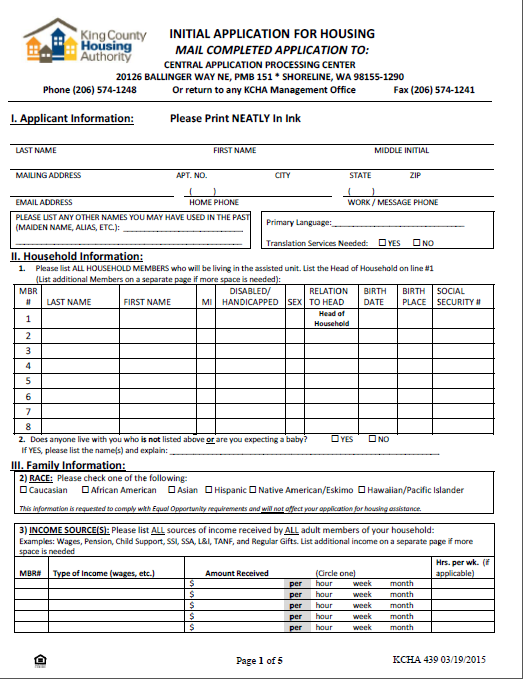 King County
Housing
Authority
INITIAL APPLICATION FOR HOUSING
MAIL COMPLETED APPLICATION TO:
CENTRAL APPLICATION PROCESSING CENTER
20126 BALLINGER WAY NE, PMB 151 * SHORELINE, WA 98155-1290
Phone (206) 574-1248 Or return to any KCHA Management Office Fax (206) 574-1241
I. Applicant Information: Please Print NEATLY In Ink
LAST NAME FIRST NAME MIDDLE INITIAL
MAILING ADDRESS APT. NO. CITY STATE ZIP
( ) ( )
EMAIL ADDRESS HOME PHONE WORK / MESSAGE PHONE
PLEASE LIST ANY OTHER NAMES YOU MAY HAVE USED IN THE PAST
(MAIDEN NAME, ALIAS, ETC.):
Primary Language:
Translation Services Needed: ☐ YES ☐ NO
II. Household Information:
1. Please list ALL HOUSEHOLD MEMBERS who will be living in the assisted unit. List the Head of Household on line #1
(List additional Members on a separate page if more space is needed):
MBR # LAST NAME FIRST NAME MI DISABLED/ HANDICAPPED SEX RELATION TO HEAD BIRTH DATE BIRTH PLACE SOCIAL SECURITY #
1 Head of Household
2
3
4
5
6
7
8
2. Does anyone live with you who is not listed above or are you expecting a baby? ☐ YES ☐ NO
If YES, please list the name(s) and explain:
III. Family Information:
2) RACE: Please check one of the following:
☐ Caucasian ☐ African American ☐ Asian ☐ Hispanic ☐ Native American/Eskimo ☐ Hawaiian/Pacific Islander
This information is requested to comply with Equal Opportunity requirements and will not affect your application for housing assistance.
3) INCOME SOURCE(S): Please list ALL sources of income received by ALL adult members of your household:
Examples: Wages, Pension, Child Support, SSI, SSA, L&I, TANF, and Regular Gifts. List additional income on a separate page if more
space is needed
MBR# Type of Income (wages, etc.) Amount Received (Circle one) Hrs. per wk. (if applicable)
$ per hour week month
$ per hour week month
$ per hour week month
$ per hour week month
$ per hour week month
Page 1 of 5 KCHA 439 03/19/2015